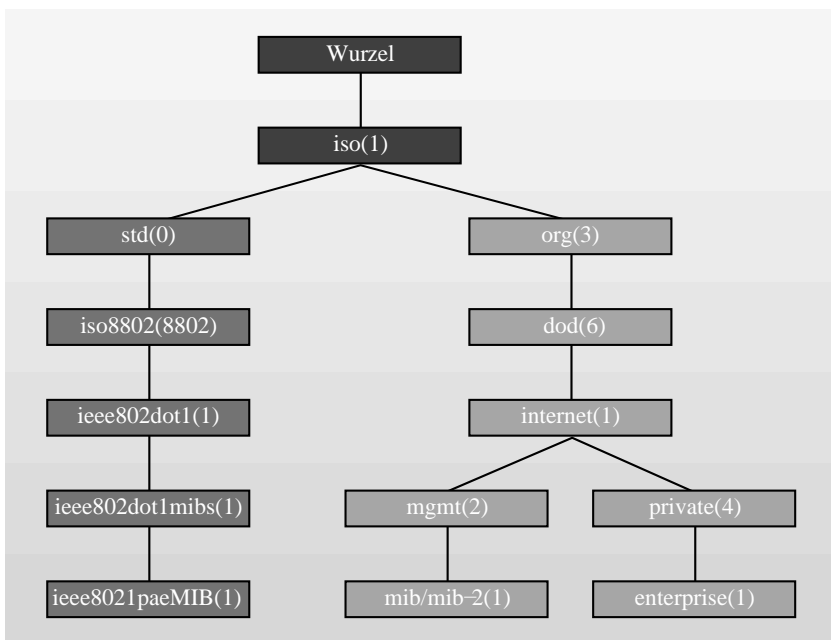 Wurzel
iso(1)
std(0)
org(3)
iso8802(8802)
dod(6)
ieee802dot1(1)
internet(1)
ieee802dot1mibs(1)
mgmt(2)
private(4)
ieee8021paeMIB(1)
mib/mib-2(1)
enterprise(1)